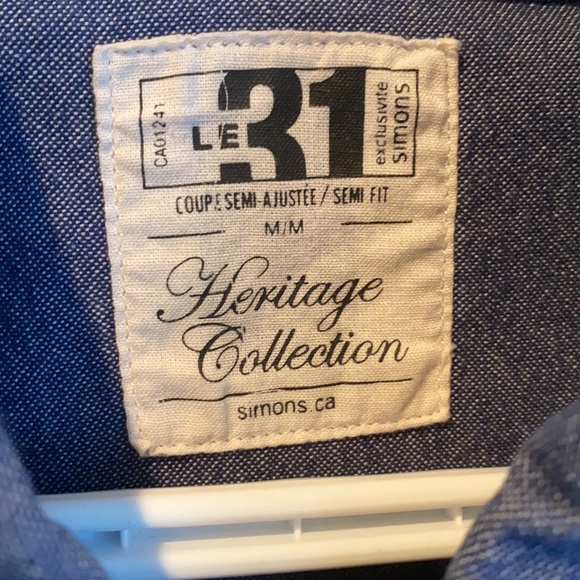 CA01241
LE 31
exclusivité
simons
COUPE SEMI-AJUSTÉE / SEMI FIT
M/M
Heritage
Collection
simons.ca